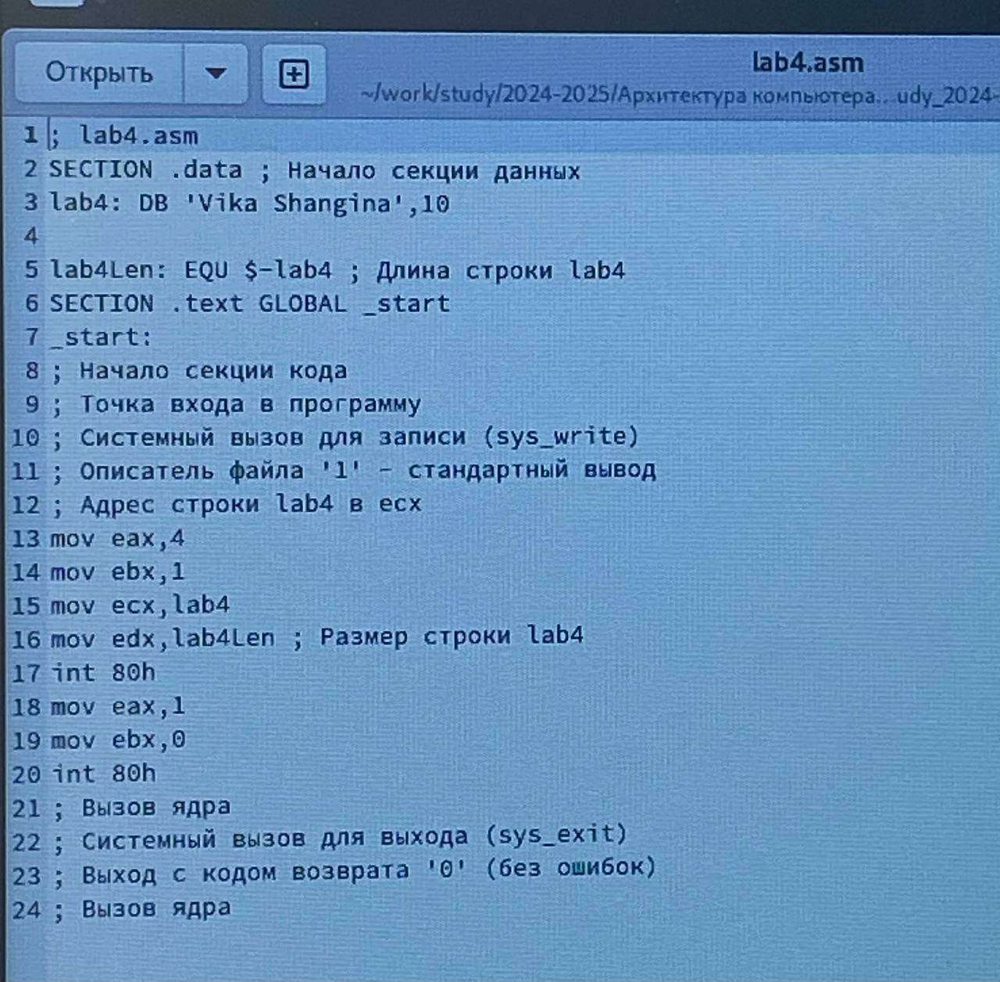 Открыть
lab4.asm
~/work/study/2024-2025/Архитектура компьютера.. udy_2024-
1 ; lab4.asm
2 SECTION .data ; Начало секции данных
3 lab4: DB 'Vika Shangina',10
4
5 lab4Len: EQU $-lab4 ; Длина строки lab4
6 SECTION .text GLOBAL _start
7 _start:
8 ; Начало секции кода
9 ; Точка входа в программу
10 ; Системный вызов для записи (sys_write)
11 ; Описатель файла '1' - стандартный вывод
12 ; Адрес строки lab4 в ecx
13 mov eax,4
14 mov ebx,1
15 mov ecx,lab4
16 mov edx,lab4Len ; Размер строки lab4
17 int 80h
18 mov eax,1
19 mov ebx,0
20 int 80h
21 ; Вызов ядра
22 ; Системный вызов для выхода (sys_exit)
23 ; Выход с кодом возврата '0' (без ошибок)
24 ; Вызов ядра